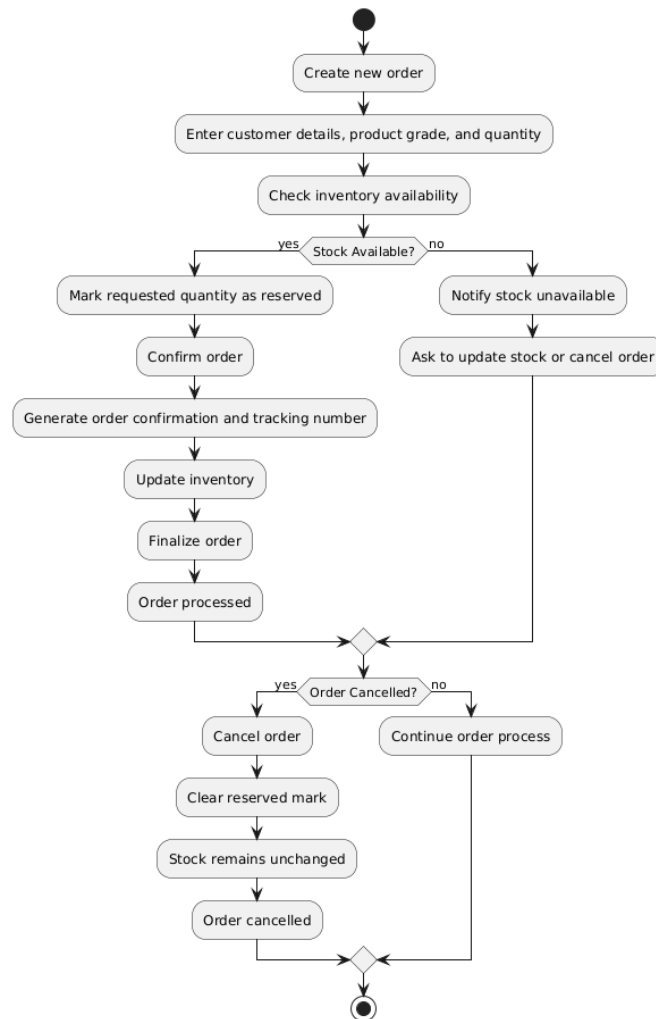 Create new order
Enter customer details, product grade, and quantity
Check inventory availability
yes
Stock Available?
no
Mark requested quantity as reserved
Notify stock unavailable
Confirm order
Ask to update stock or cancel order
Generate order confirmation and tracking number
Update inventory
Finalize order
Order processed
yes
Order Cancelled?
no
Cancel order
Continue order process
Clear reserved mark
Stock remains unchanged
Order cancelled